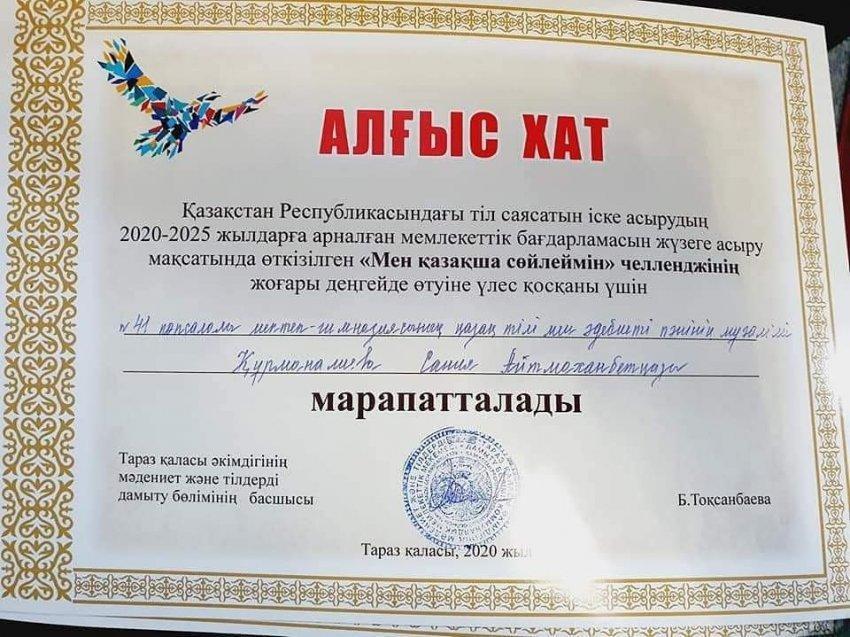 АЛҒЫС ХАТ
Қазақстан Республикасындағы тіл саясатын іске асырудың
2020-2025 жылдарға арналған мемлекеттік бағдарламасын жүзеге асыру
мақсатында өткізілген «Мен қазақша сөйлеймін» челленджінің
жоғары деңгейде өтуіне үлес қосқаны үшін
№41 мектеп-гимназиясының қазақ тілі мен әдебиеті пәнінің мұғалімі
Құрманалиева Сания Айтмоханбетқызы
марапатталады
Тараз қаласы әкімдігінің
мәдениет және тілдерді
дамыту бөлімінің басшысы
Б.Тоқсанбаева
Тараз қаласы, 2020 жыл